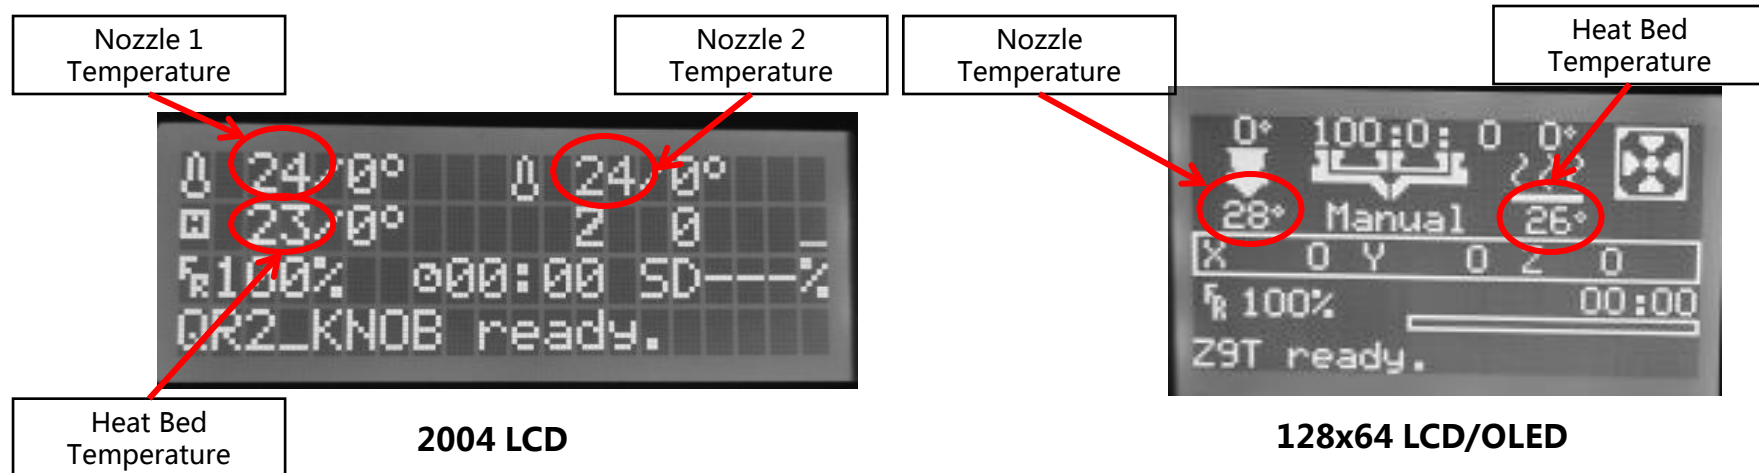 Nozzle 1
Temperature
Nozzle 2
Temperature
24/0° 24/0°
23/0° Z 0
FR100% 00:00 SD---%
QR2_KNOB ready.
Heat Bed
Temperature
2004 LCD
Nozzle
Temperature
Heat Bed
Temperature
0° 100:0: 0 0°
28° Manual 26°
X 0 Y 0 Z 0
FR 100% 00:00
Z9T ready.
128x64 LCD/OLED